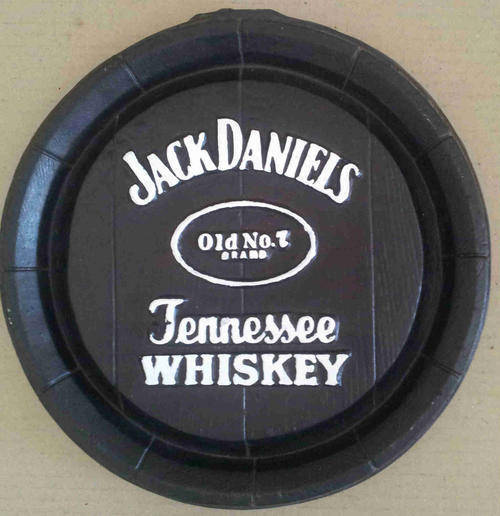 JACK DANIELS
Old No.7
BRAND
Tennessee
WHISKEY